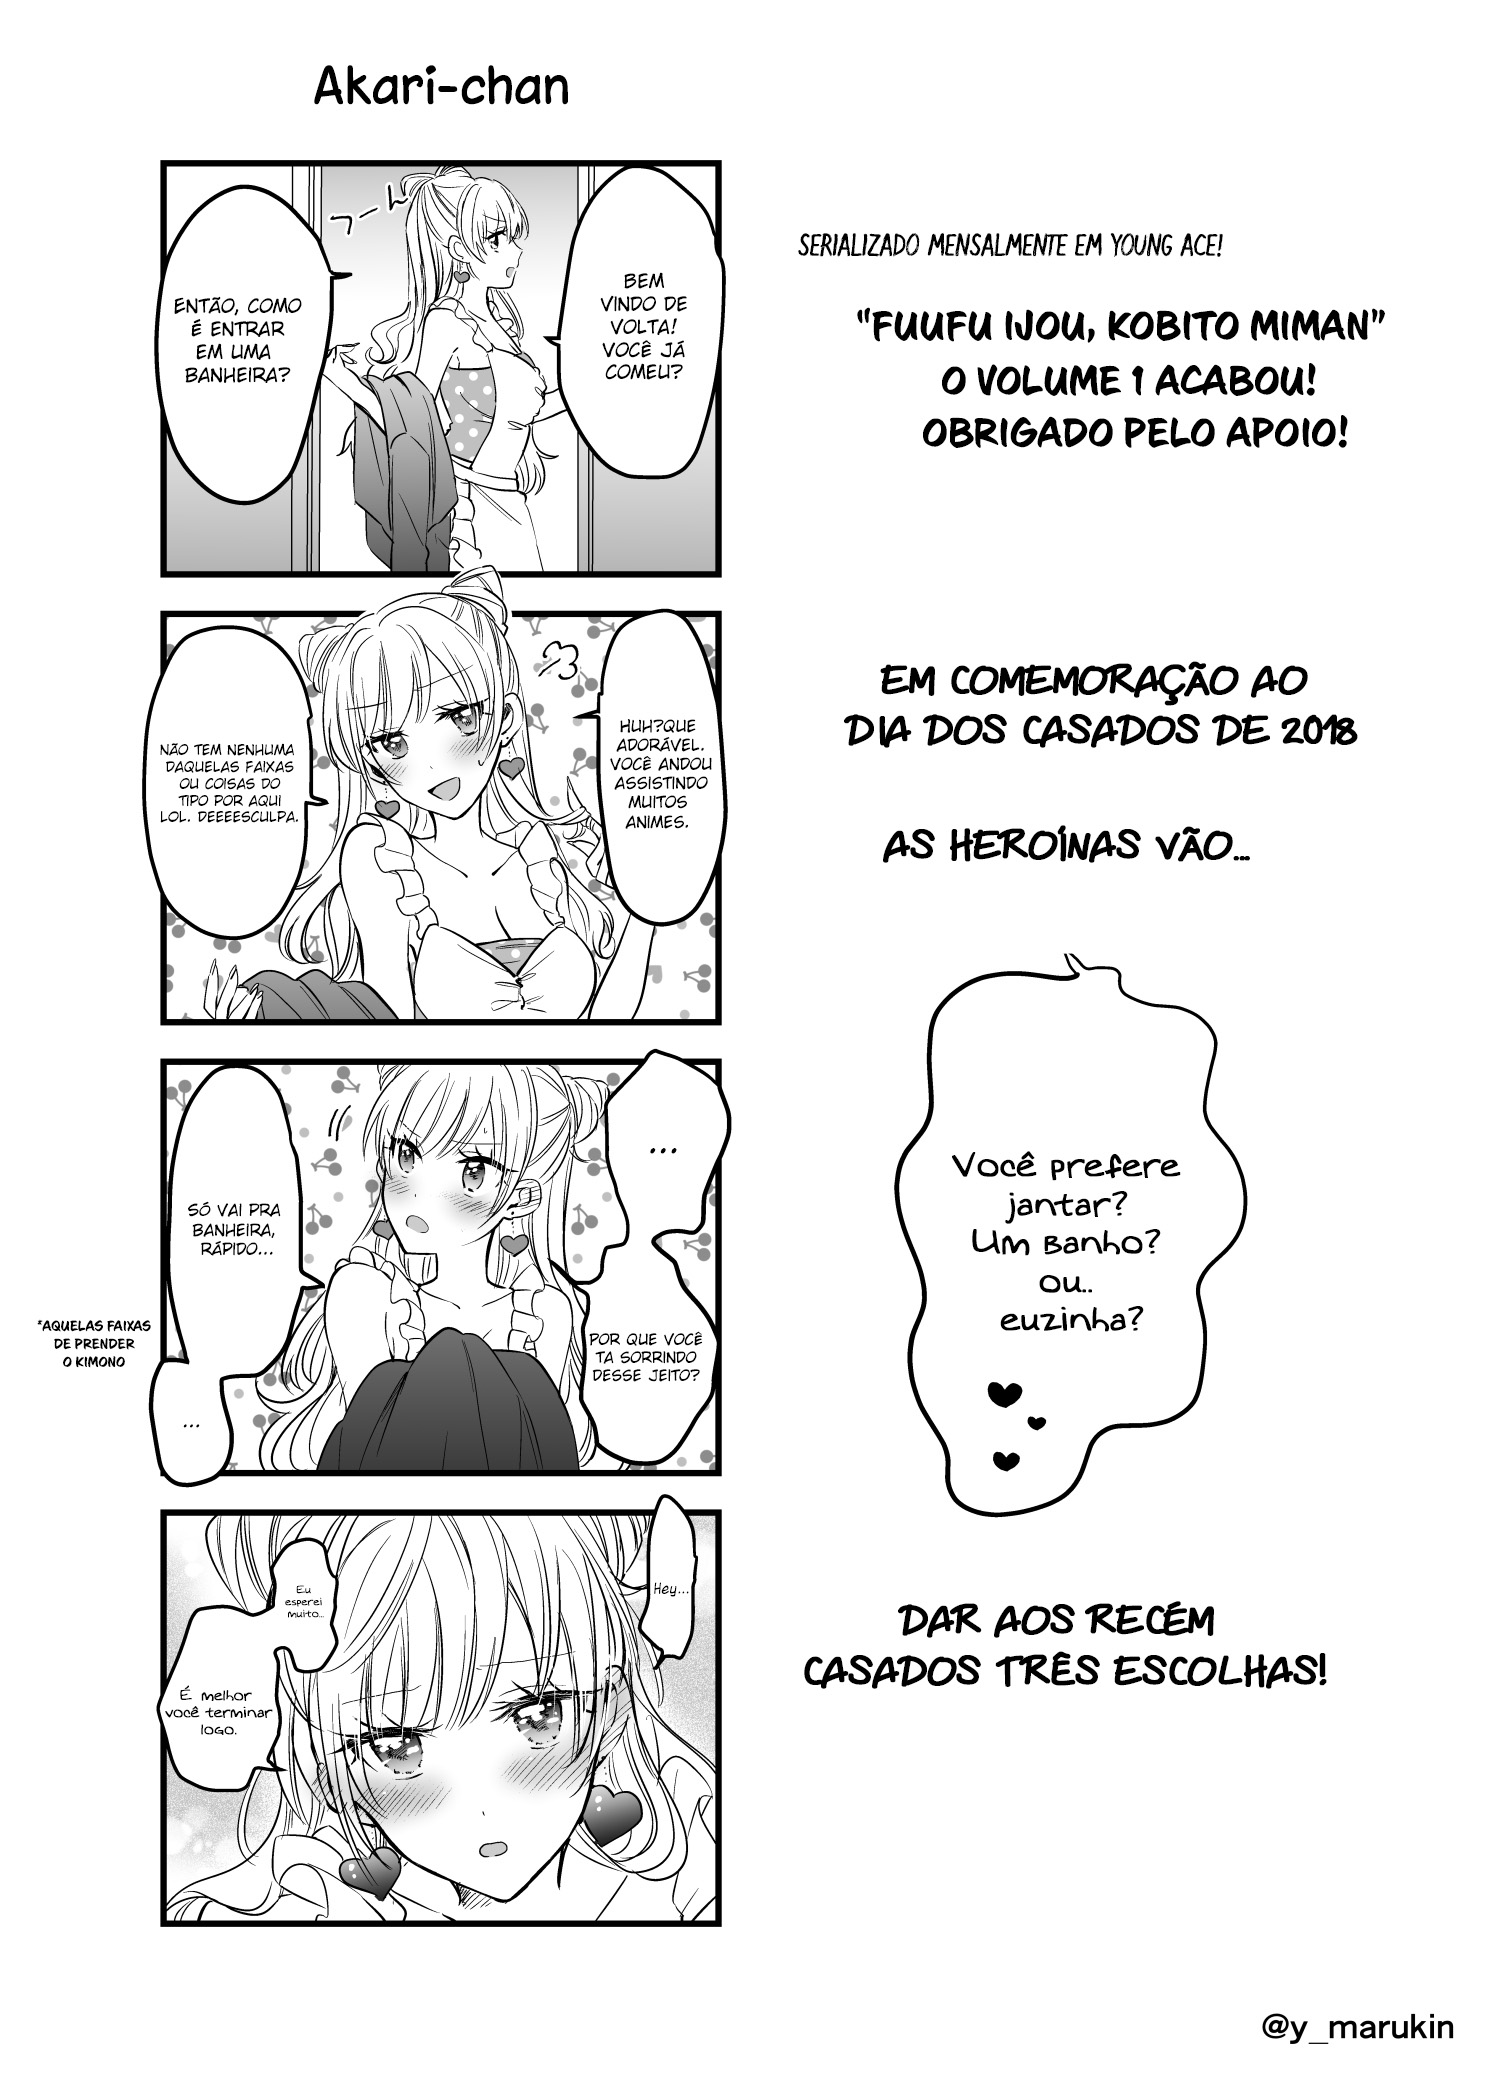 Akari-chan
SERIALIZADO MENSALMENTE EM YOUNG ACE!
"FUUFU IJOU, KOBITO MIMAN"
O VOLUME 1 ACABOU!
OBRIGADO PELO APOIO!
EM COMEMORAÇÃO AO
DIA DOS CASADOS DE 2018
AS HEROÍNAS VÃO...
Você prefere
jantar?
Um Banho?
ou..
euzinha?
DAR AOS RECÉM
CASADOS TRÊS ESCOLHAS!
BEM
VINDO DE
VOLTA!
VOCÊ JÁ
COMEU?
ふーん
ENTÃO, COMO
É ENTRAR
EM UMA
BANHEIRA?
HUH?QUE
ADORÁVEL.
VOCÊ ANDOU
ASSISTINDO
MUITOS
ANIMES.
NÃO TEM NENHUMA
DAQUELAS FAIXAS
OU COISAS DO
TIPO POR AQUI
LOL. DEEEESCULPA.
...
POR QUE VOCÊ
TA SORRINDO
DESSE JEITO?
SÓ VAI PRA
BANHEIRA,
RÁPIDO...
...
*AQUELAS FAIXAS
DE PRENDER
O KIMONO
Hey...
Eu
esperei
muito...
É melhor
você terminar
logo.
@y_marukin